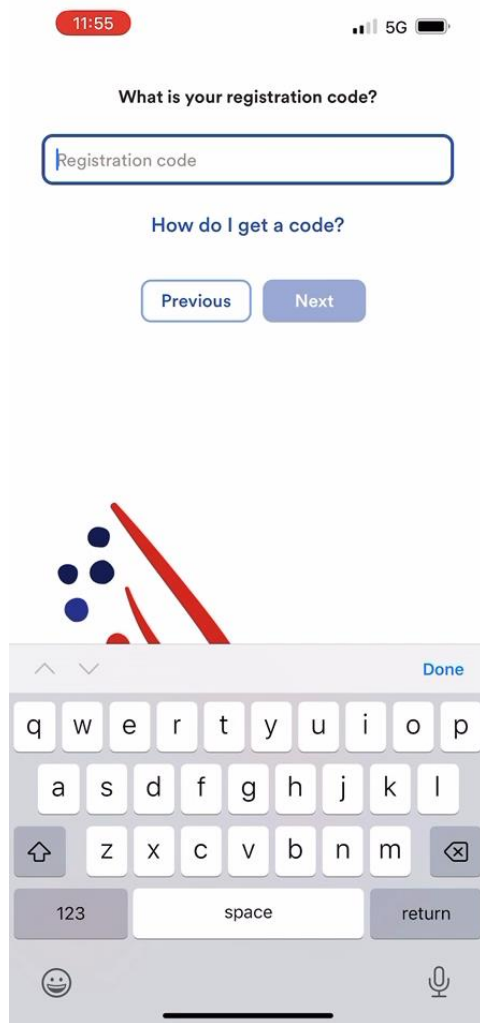 11:55 5G
What is your registration code?
Registration code
How do I get a code?
Previous Next
Done
q w e r t y u i o p
a s d f g h j k l
z x c v b n m
123 space return